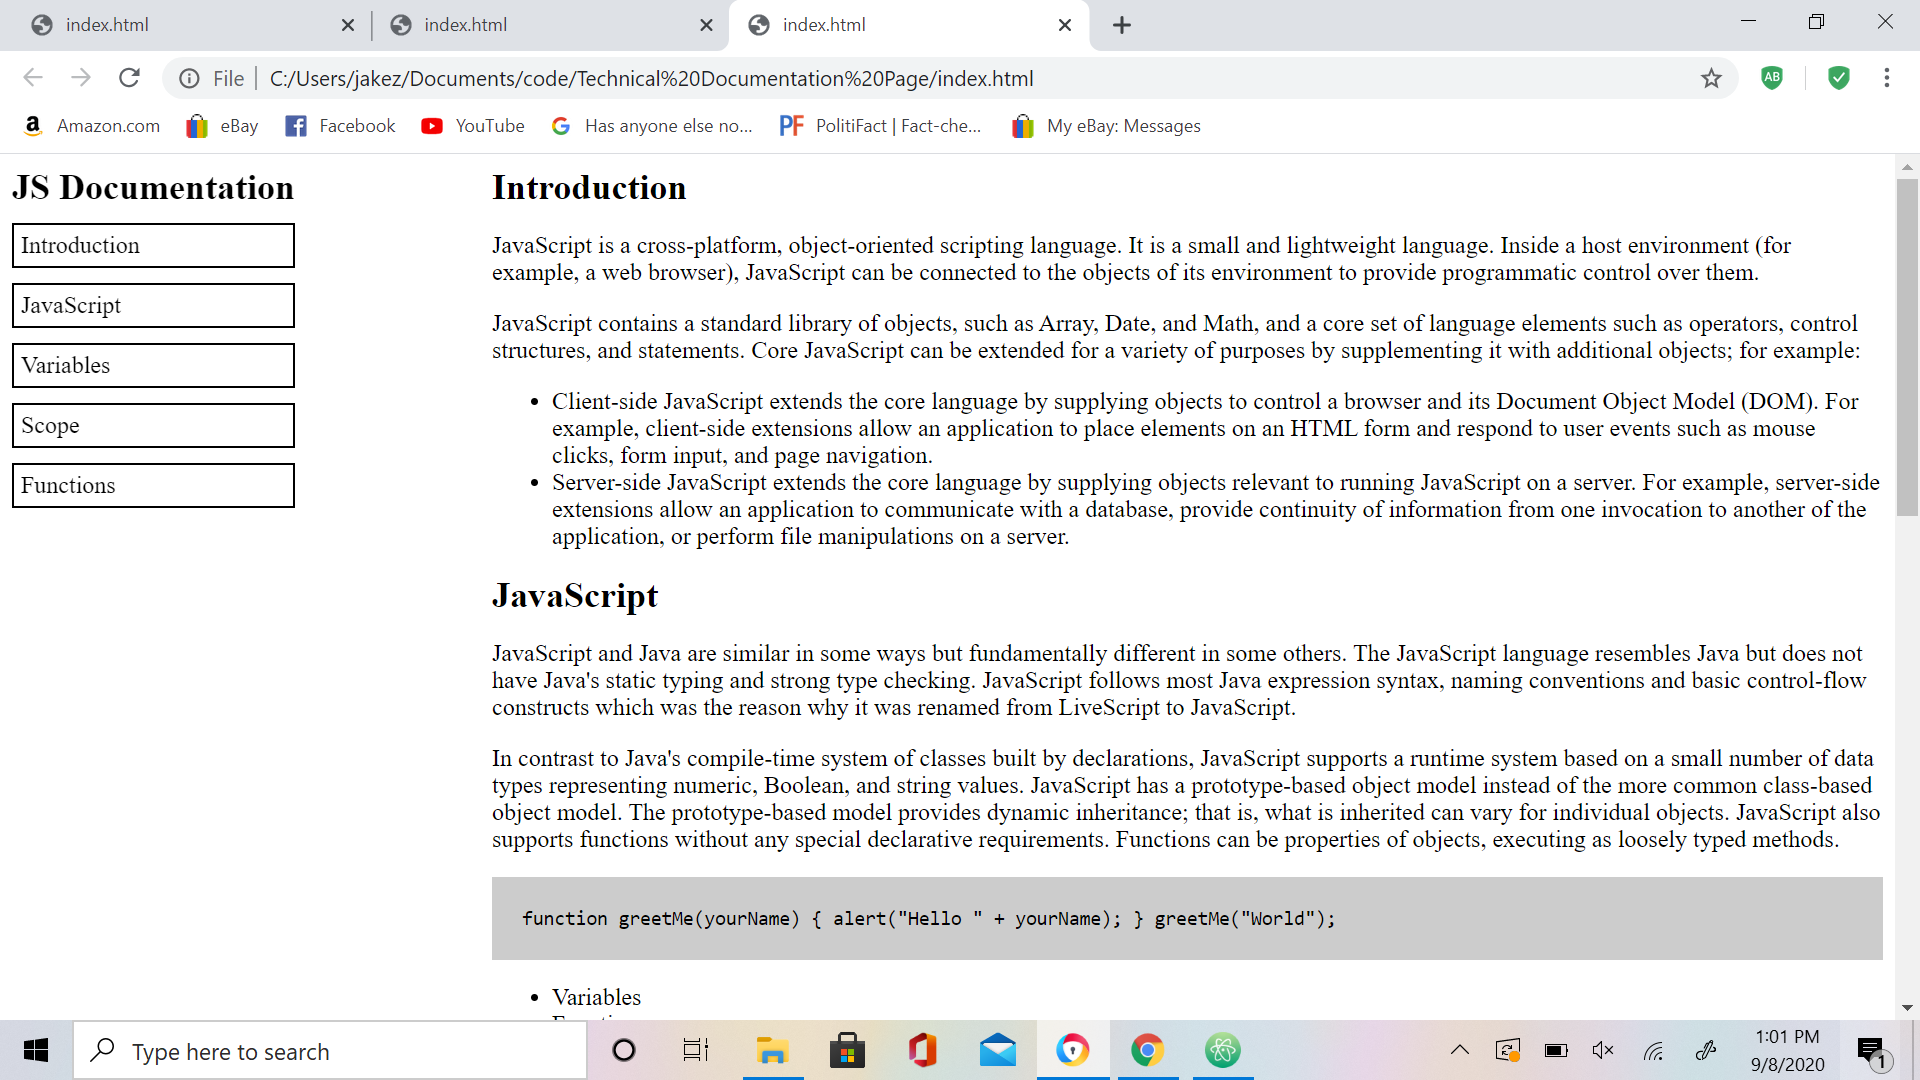 index.html
index.html
index.html
File
C:/Users/jakez/Documents/code/Technical%20Documentation%20Page/index.html
AB
a Amazon.com
eBay
Facebook
YouTube
G Has anyone else no...
PF PolitiFact | Fact-che...
My eBay: Messages
JS Documentation
Introduction
JavaScript
Variables
Scope
Functions
Introduction
JavaScript is a cross-platform, object-oriented scripting language. It is a small and lightweight language. Inside a host environment (for
example, a web browser), JavaScript can be connected to the objects of its environment to provide programmatic control over them.
JavaScript contains a standard library of objects, such as Array, Date, and Math, and a core set of language elements such as operators, control
structures, and statements. Core JavaScript can be extended for a variety of purposes by supplementing it with additional objects; for example:
• Client-side JavaScript extends the core language by supplying objects to control a browser and its Document Object Model (DOM). For
example, client-side extensions allow an application to place elements on an HTML form and respond to user events such as mouse
clicks, form input, and page navigation.
• Server-side JavaScript extends the core language by supplying objects relevant to running JavaScript on a server. For example, server-side
extensions allow an application to communicate with a database, provide continuity of information from one invocation to another of the
application, or perform file manipulations on a server.
JavaScript
JavaScript and Java are similar in some ways but fundamentally different in some others. The JavaScript language resembles Java but does not
have Java's static typing and strong type checking. JavaScript follows most Java expression syntax, naming conventions and basic control-flow
constructs which was the reason why it was renamed from LiveScript to JavaScript.
In contrast to Java's compile-time system of classes built by declarations, JavaScript supports a runtime system based on a small number of data
types representing numeric, Boolean, and string values. JavaScript has a prototype-based object model instead of the more common class-based
object model. The prototype-based model provides dynamic inheritance; that is, what is inherited can vary for individual objects. JavaScript also
supports functions without any special declarative requirements. Functions can be properties of objects, executing as loosely typed methods.
function greetMe(yourName) { alert("Hello " + yourName); } greetMe("World");
• Variables
Type here to search
1:01 PM
9/8/2020
1